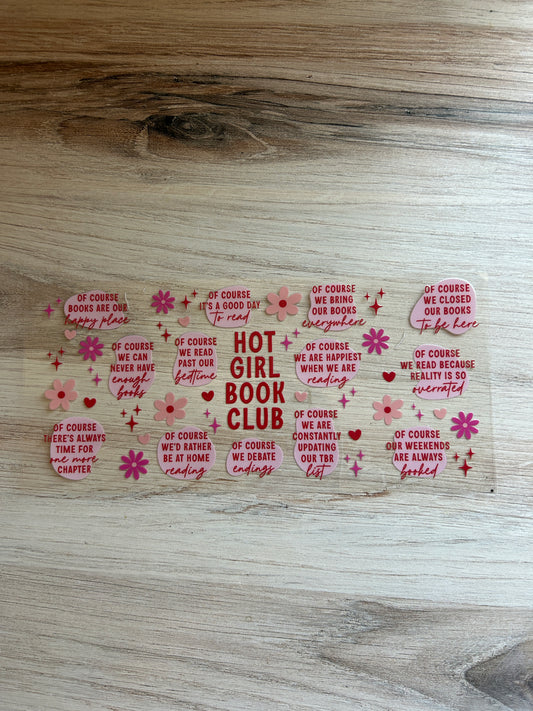 OF COURSE
BOOKS ARE OUR
happy place
OF COURSE
IT'S A GOOD DAY
to read
OF COURSE
WE BRING
OUR BOOKS
everywhere
OF COURSE
WE CLOSED
OUR BOOKS
to be here
OF COURSE
WE CAN
NEVER HAVE
enough
books
OF COURSE
WE READ
PAST OUR
bedtime
HOT
GIRL
BOOK
CLUB
OF COURSE
WE ARE HAPPIEST
WHEN WE ARE
reading
OF COURSE
WE READ BECAUSE
REALITY IS SO
overrated
OF COURSE
THERE'S ALWAYS
TIME FOR
one more
CHAPTER
OF COURSE
WE'D RATHER
BE AT HOME
reading
OF COURSE
WE DEBATE
endings
OF COURSE
WE ARE
CONSTANTLY
UPDATING
OUR TBR
list
OF COURSE
OUR WEEKENDS
ARE ALWAYS
booked